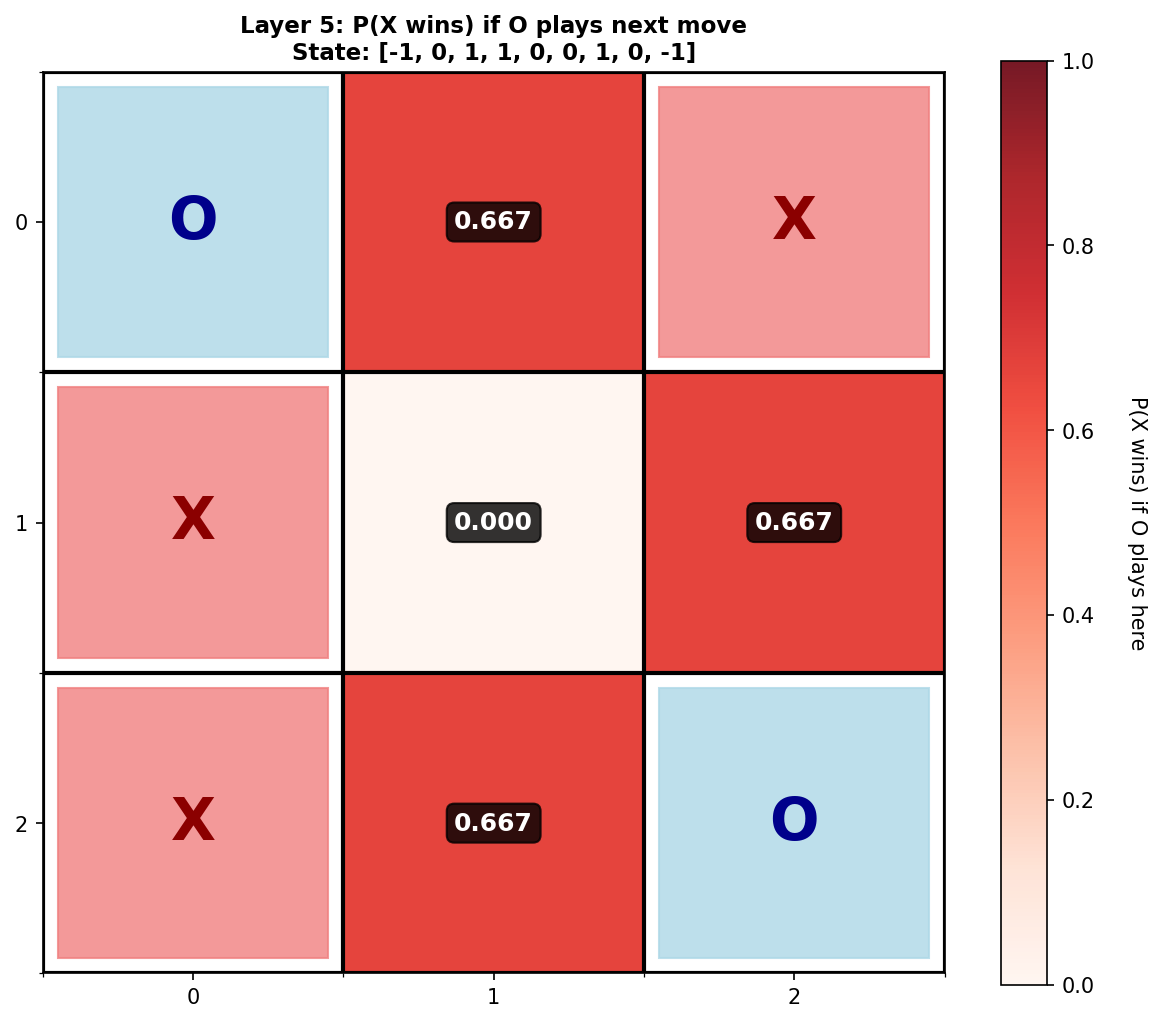 Layer 5: P(X wins) if O plays next move
State: [-1, 0, 1, 1, 0, 0, 1, 0, -1]
0
O
0.667
X
1
X
0.000
0.667
2
X
0.667
O
0
1
2
1.0
0.8
0.6
0.4
0.2
0.0
P(X wins) if O plays here